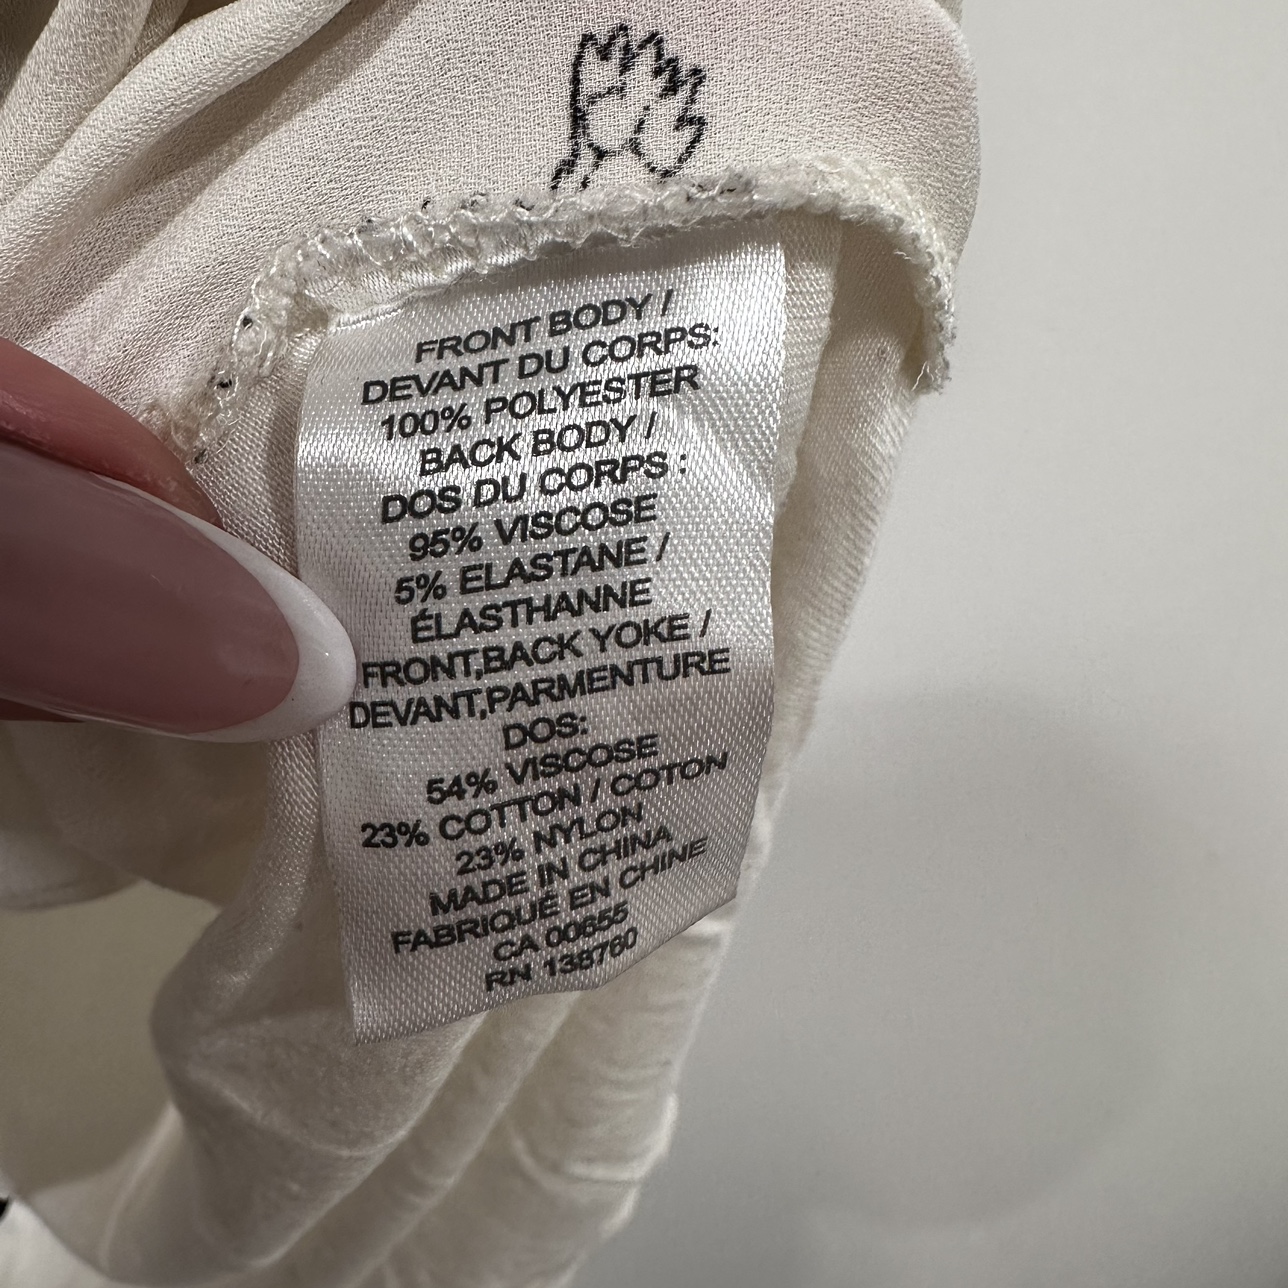 FRONT BODY /
DEVANT DU CORPS:
100% POLYESTER
BACK BODY /
DOS DU CORPS :
95% VISCOSE
5% ELASTANE /
ÉLASTHANNE
FRONT,BACK YOKE /
DEVANT,PARMENTURE
DOS:
54% VISCOSE
23% COTTON / COTON
23% NYLON
MADE IN CHINA
FABRIQUÉ EN CHINE
CA 00655
RN 138760